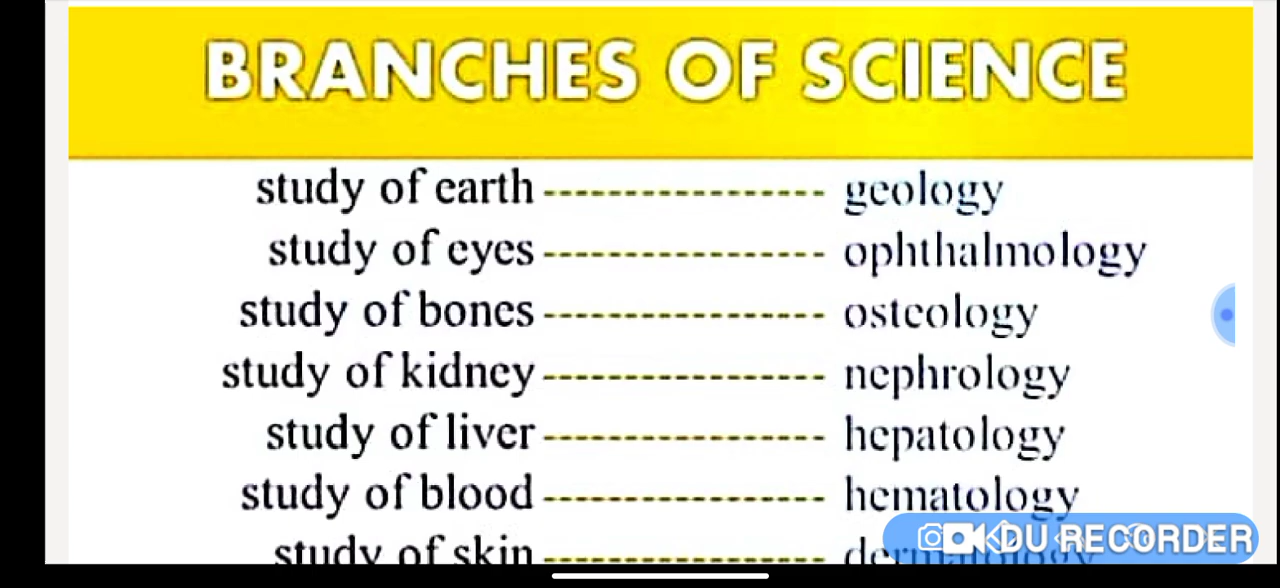 BRANCHES OF SCIENCE
study of earth ----------------- geology
study of eyes ----------------- ophthalmology
study of bones ----------------- osteology
study of kidney ----------------- nephrology
study of liver ----------------- hepatology
study of blood ----------------- hematology
study of skin ----------------- dermatology
DU RECORDER